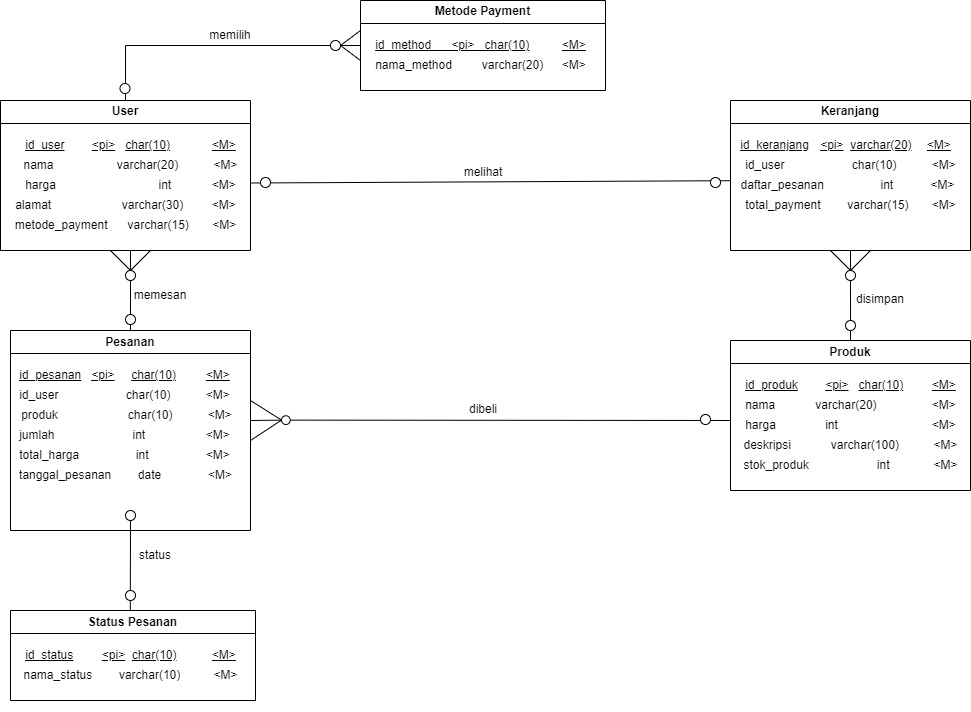 Metode Payment
id_method <pi> char(10) <M>
nama_method varchar(20) <M>
memilih
User
id_user <pi> char(10) <M>
nama varchar(20) <M>
harga int <M>
alamat varchar(30) <M>
metode_payment varchar(15) <M>
melihat
Keranjang
id_keranjang <pi> varchar(20) <M>
id_user char(10) <M>
daftar_pesanan int <M>
total_payment varchar(15) <M>
memesan
disimpan
Pesanan
id_pesanan <pi> char(10) <M>
id_user char(10) <M>
produk char(10) <M>
jumlah int <M>
total_harga int <M>
tanggal_pesanan date <M>
dibeli
Produk
id_produk <pi> char(10) <M>
nama varchar(20) <M>
harga int <M>
deskripsi varchar(100) <M>
stok_produk int <M>
status
Status Pesanan
id_status <pi> char(10) <M>
nama_status varchar(10) <M>